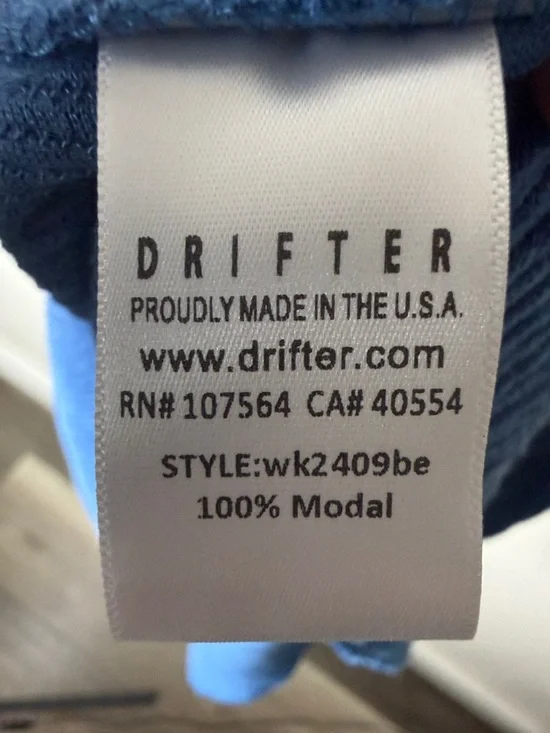 DRIFTER
PROUDLY MADE IN THE U.S.A.
www.drifter.com
RN# 107564 CA# 40554
STYLE:wk2409be
100% Modal